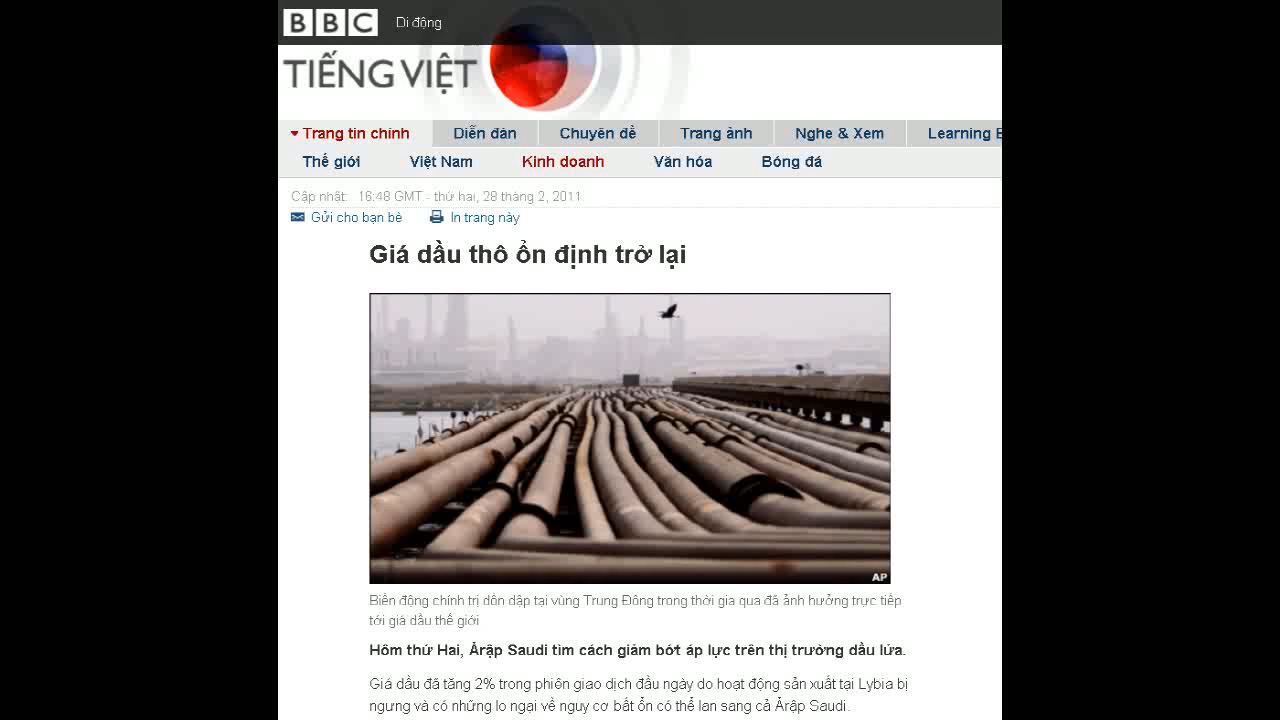 BBC Di động
TIẾNG VIỆT
Trang tin chính Diễn đàn Chuyên đề Trang ảnh Nghe & Xem Learning E
Thế giới Việt Nam Kinh doanh Văn hóa Bóng đá
Cập nhật: 16:48 GMT - thứ hai, 28 tháng 2, 2011
Gửi cho bạn bè In trang này
Giá dầu thô ổn định trở lại
AP
Biến động chính trị dồn dập tại vùng Trung Đông trong thời gia qua đã ảnh hưởng trực tiếp
tới giá dầu thế giới
Hôm thứ Hai, Ảrập Saudi tìm cách giảm bớt áp lực trên thị trường dầu lửa.
Giá dầu đã tăng 2% trong phiên giao dịch đầu ngày do hoạt động sản xuất tại Lybia bị
ngưng và có những lo ngại về nguy cơ bất ổn có thể lan sang cả Ảrập Saudi.